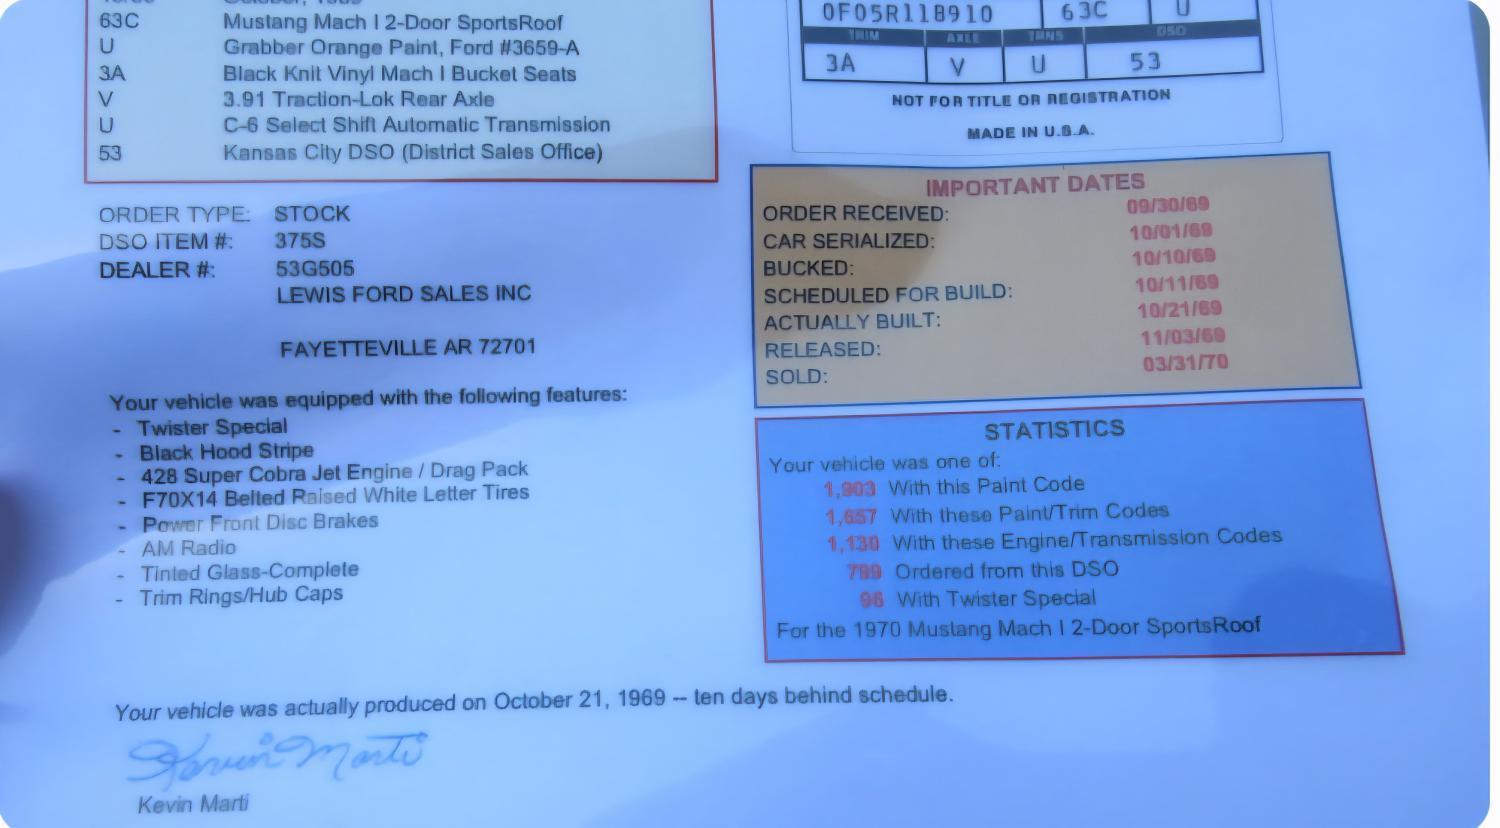 63C Mustang Mach I 2-Door SportsRoof
U Grabber Orange Paint, Ford #3659-A
3A Black Knit Vinyl Mach I Bucket Seats
V 3.91 Traction-Lok Rear Axle
U C-6 Select Shift Automatic Transmission
53 Kansas City DSO (District Sales Office)
0F05R118910 63C U
TRIM AXLE TRNS DSO
3A V U 53
NOT FOR TITLE OR REGISTRATION
MADE IN U.S.A.
ORDER TYPE: STOCK
DSO ITEM #: 375S
DEALER #: 53G505
LEWIS FORD SALES INC
FAYETTEVILLE AR 72701
IMPORTANT DATES
ORDER RECEIVED: 09/30/69
CAR SERIALIZED: 10/01/69
BUCKED: 10/10/69
SCHEDULED FOR BUILD: 10/11/69
ACTUALLY BUILT: 10/21/69
RELEASED: 11/03/69
SOLD: 03/31/70
Your vehicle was equipped with the following features:
- Twister Special
- Black Hood Stripe
- 428 Super Cobra Jet Engine / Drag Pack
- F70X14 Belted Raised White Letter Tires
- Power Front Disc Brakes
- AM Radio
- Tinted Glass-Complete
- Trim Rings/Hub Caps
STATISTICS
Your vehicle was one of:
1,903 With this Paint Code
1,657 With these Paint/Trim Codes
1,130 With these Engine/Transmission Codes
799 Ordered from this DSO
96 With Twister Special
For the 1970 Mustang Mach I 2-Door SportsRoof
Your vehicle was actually produced on October 21, 1969 -- ten days behind schedule.
Kevin Marti
Kevin Marti